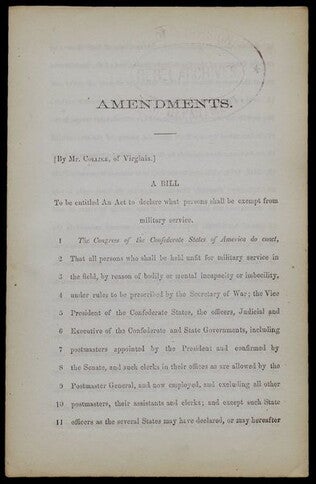 REBEL ARCHIVES
AMENDMENTS.
[By Mr. COLLIER, of Virginia.]
A BILL
To be entitled An Act to declare what persons shall be exempt from
military service.
1 The Congress of the Confederate States of America do enact,
2 That all persons who shall be held unfit for military service in
3 the field, by reason of bodily or mental incapacity or imbecility,
4 under rules to be prescribed by the Secretary of War; the Vice
5 President of the Confederate States, the officers, Judicial and
6 Executive of the Confederate and State Governments, including
7 postmasters appointed by the President and confirmed by
8 the Senate, and such clerks in their offices as are allowed by the
9 Postmaster General, and now employed, and excluding all other
10 postmasters, their assistants and clerks; and except such State
11 officers as the several States may have declared, or may hereafter